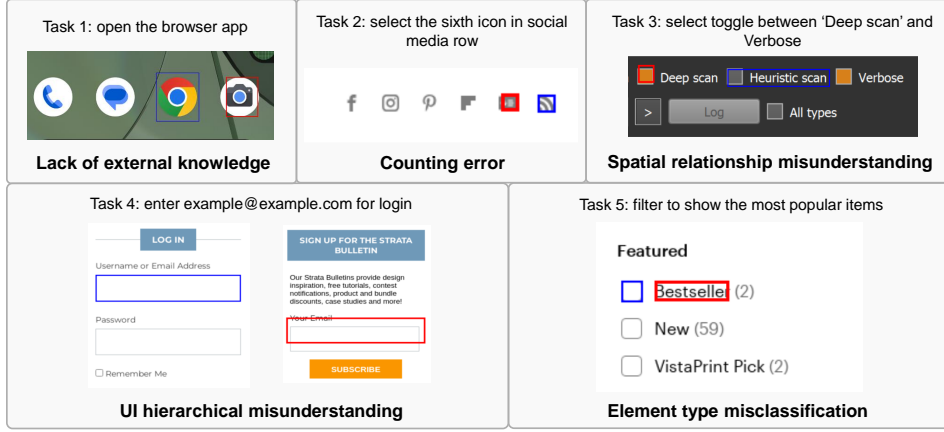 Task 1: open the browser app
Lack of external knowledge
Task 2: select the sixth icon in social
media row
Counting error
Task 3: select toggle between ‘Deep scan’ and
Verbose
Deep scan
Heuristic scan
Verbose
>
Log
All types
Spatial relationship misunderstanding
Task 4: enter example@example.com for login
LOG IN
Username or Email Address
Password
Remember Me
SIGN UP FOR THE STRATA
BULLETIN
Our Strata Bulletins provide design
inspiration, free tutorials, contest
notifications, product and bundle
discounts, case studies and more!
Your Email
SUBSCRIBE
UI hierarchical misunderstanding
Task 5: filter to show the most popular items
Featured
Bestseller (2)
New (59)
VistaPrint Pick (2)
Element type misclassification